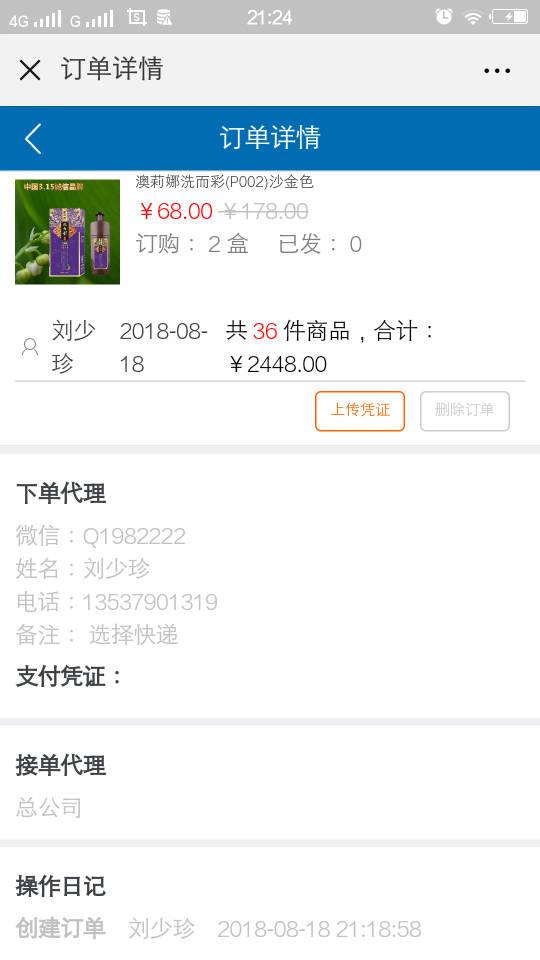 4G G 21:24
订单详情
订单详情
中国3.15诚信品牌
澳莉娜洗而彩(P002)沙金色
￥68.00 ￥178.00
订购： 2 盒 已发： 0
刘少珍 2018-08-18 共 36 件商品，合计：
￥2448.00
上传凭证 删除订单
下单代理
微信：Q1982222
姓名：刘少珍
电话：13537901319
备注： 选择快递
支付凭证：
接单代理
总公司
操作日记
创建订单 刘少珍 2018-08-18 21:18:58